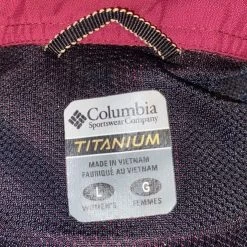 Columbia
Sportswear Company
TITANIUM
MADE IN VIETNAM
FABRIQUÉ AU VIETNAM
L G
WOMEN'S FEMMES